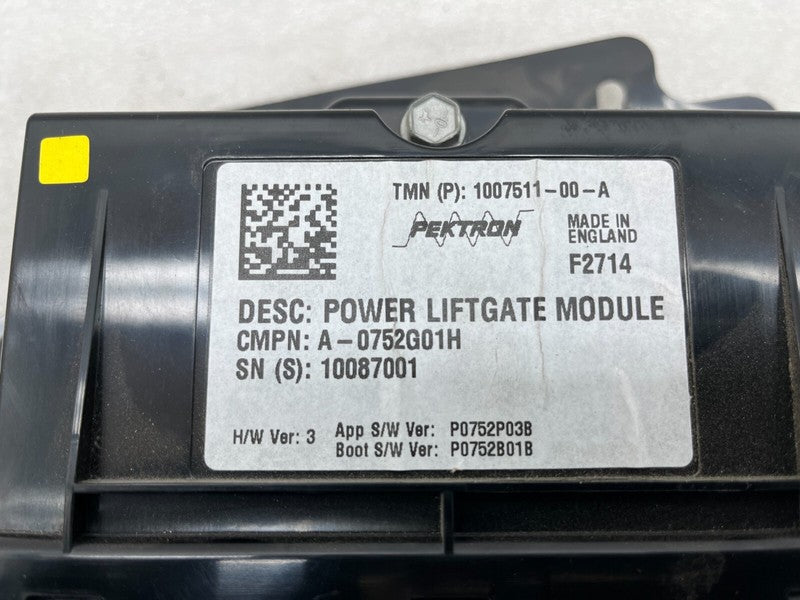 TMN (P): 1007511-00-A
PEKTRON
MADE IN
ENGLAND
F2714
DESC: POWER LIFTGATE MODULE
CMPN: A-0752G01H
SN (S): 10087001
H/W Ver: 3 App S/W Ver: P0752P03B
Boot S/W Ver: P0752B01B